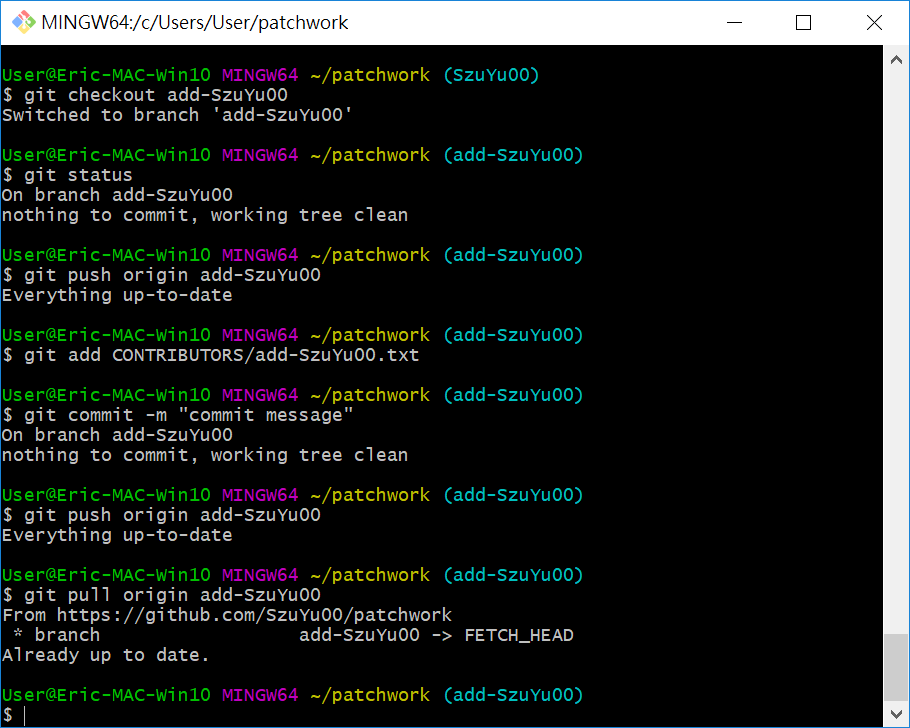 MINGW64:/c/Users/User/patchwork
User@Eric-MAC-Win10 MINGW64 ~/patchwork (SzuYu00)
$ git checkout add-SzuYu00
Switched to branch 'add-SzuYu00'
User@Eric-MAC-Win10 MINGW64 ~/patchwork (add-SzuYu00)
$ git status
On branch add-SzuYu00
nothing to commit, working tree clean
User@Eric-MAC-Win10 MINGW64 ~/patchwork (add-SzuYu00)
$ git push origin add-SzuYu00
Everything up-to-date
User@Eric-MAC-Win10 MINGW64 ~/patchwork (add-SzuYu00)
$ git add CONTRIBUTORS/add-SzuYu00.txt
User@Eric-MAC-Win10 MINGW64 ~/patchwork (add-SzuYu00)
$ git commit -m "commit message"
On branch add-SzuYu00
nothing to commit, working tree clean
User@Eric-MAC-Win10 MINGW64 ~/patchwork (add-SzuYu00)
$ git push origin add-SzuYu00
Everything up-to-date
User@Eric-MAC-Win10 MINGW64 ~/patchwork (add-SzuYu00)
$ git pull origin add-SzuYu00
From https://github.com/SzuYu00/patchwork
 * branch                  add-SzuYu00 -> FETCH_HEAD
Already up to date.
User@Eric-MAC-Win10 MINGW64 ~/patchwork (add-SzuYu00)
$